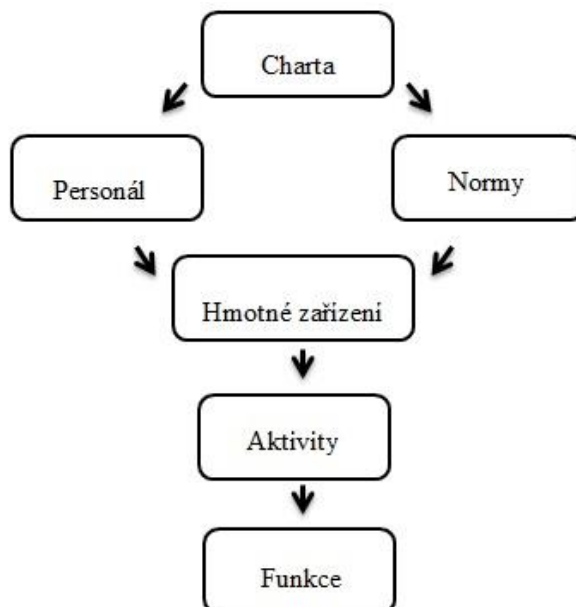 Charta
Personál
Normy
Hmotné zařízení
Aktivity
Funkce